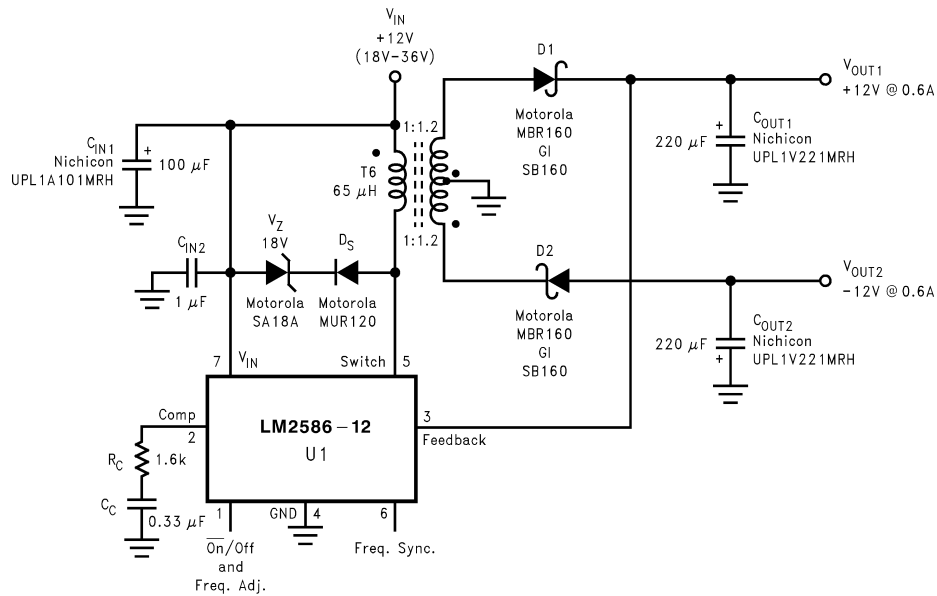 V_IN
+12V
(18V–36V)
C_IN1
Nichicon
UPL1A101MRH
+
100 µF
1:1.2
T6
65 µH
1:1.2
D1
Motorola
MBR160
GI
SB160
V_OUT1
+12V @ 0.6A
+
220 µF
C_OUT1
Nichicon
UPL1V221MRH
C_IN2
1 µF
V_Z
18V
Motorola
SA18A
D_S
Motorola
MUR120
D2
Motorola
MBR160
GI
SB160
V_OUT2
-12V @ 0.6A
220 µF
+
C_OUT2
Nichicon
UPL1V221MRH
7
V_IN
Switch
5
Comp
2
LM2586–12
U1
3
Feedback
R_C
1.6k
C_C
0.33 µF
1
GND
4
6
On/Off
and
Freq. Adj.
Freq. Sync.